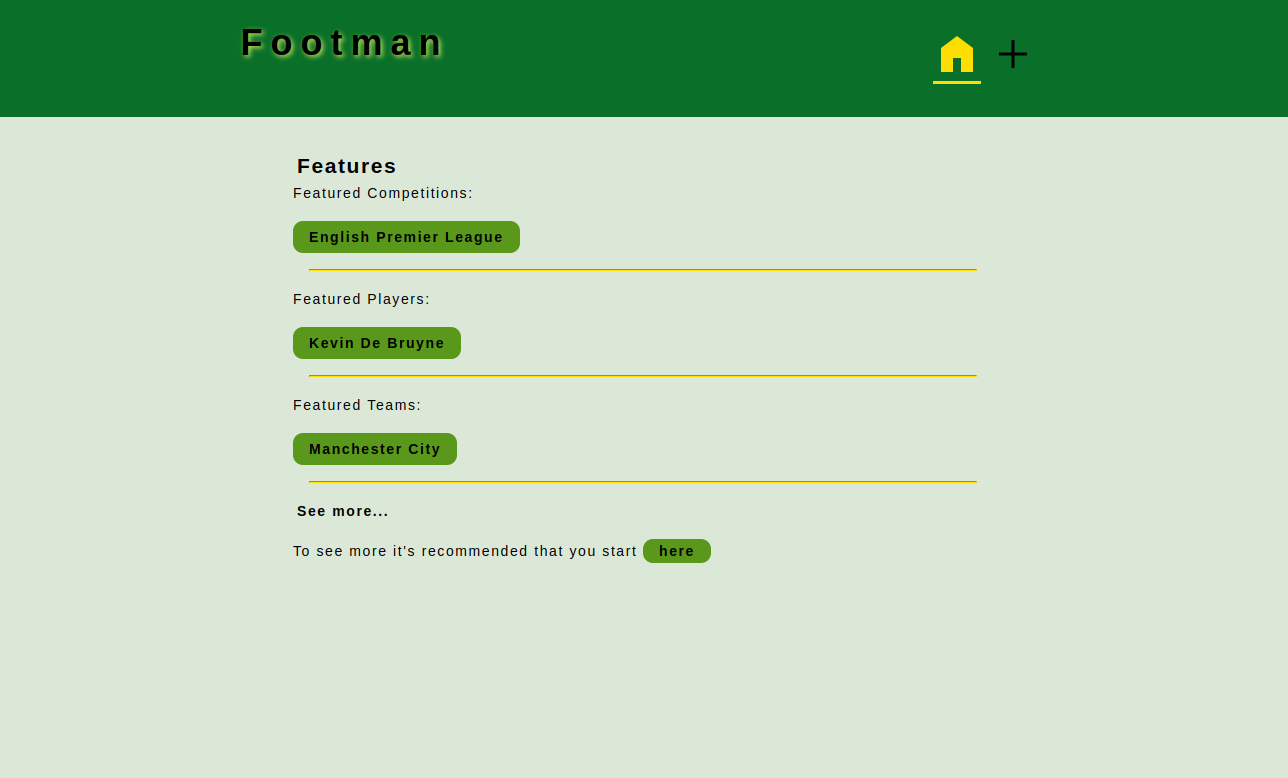 Footman
Features
Featured Competitions:
English Premier League
Featured Players:
Kevin De Bruyne
Featured Teams:
Manchester City
See more...
To see more it's recommended that you start here